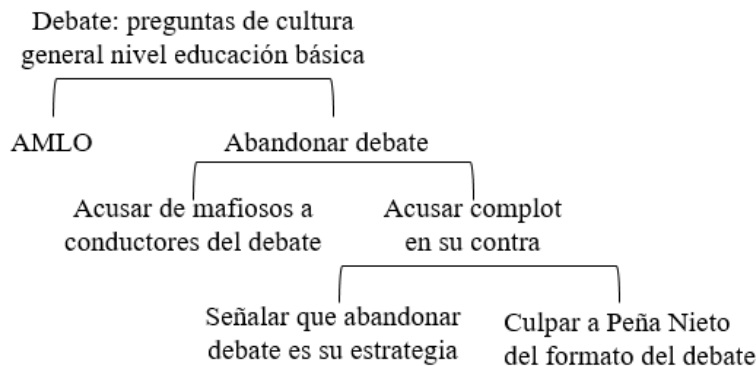 Debate: preguntas de cultura
general nivel educación básica
AMLO
Abandonar debate
Acusar de mafiosos a
conductores del debate
Acusar complot
en su contra
Señalar que abandonar
debate es su estrategia
Culpar a Peña Nieto
del formato del debate